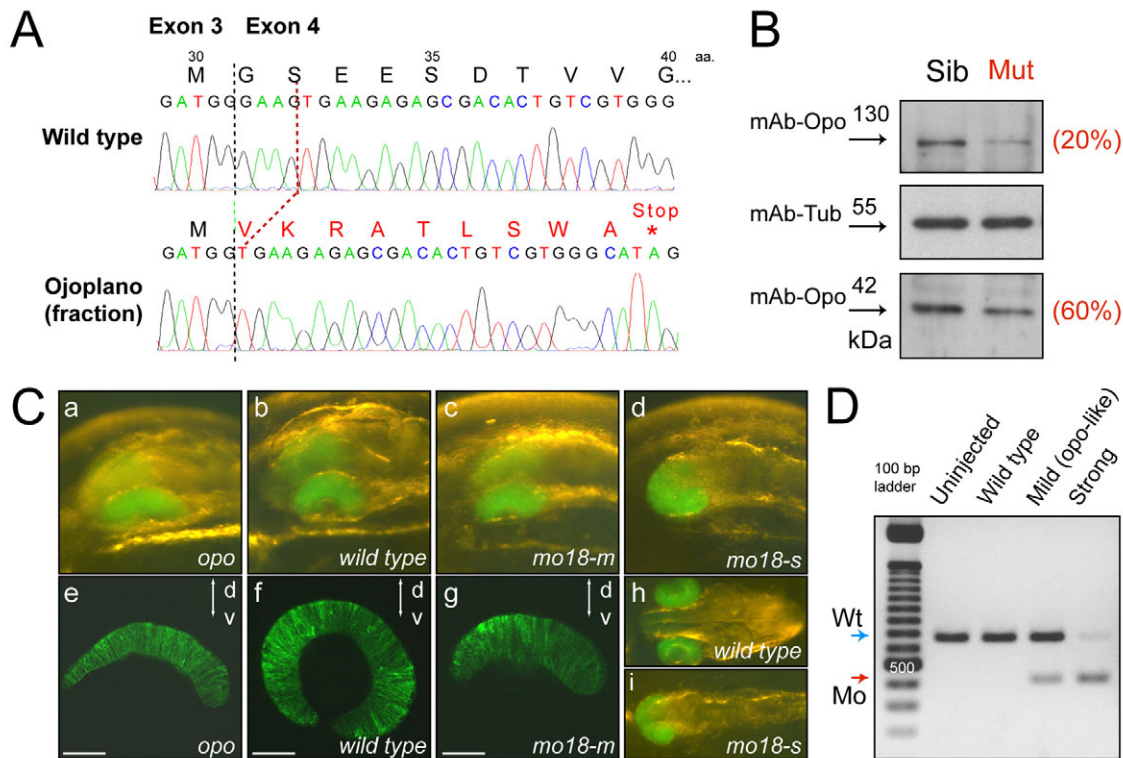 A
Exon 3 Exon 4
30 35 40 aa.
M G S E E S D T V V G...
GATGGGAAGTGAAGAGAGCGACACTGTCGTGGG
Wild type
Stop
M V K R A T L S W A *
GATGGTGAAGAGAGCGACACTGTCGTGGGCATAG
Ojoplano
(fraction)
B
Sib Mut
mAb-Opo 130 (20%)
mAb-Tub 55
mAb-Opo 42 (60%)
kDa
C
a opo
b wild type
c mo18-m
d mo18-s
e d v opo
f d v wild type
g d v mo18-m
h wild type
i mo18-s
D
100 bp
ladder
Uninjected
Wild type
Mild (opo-like)
Strong
Wt
500
Mo